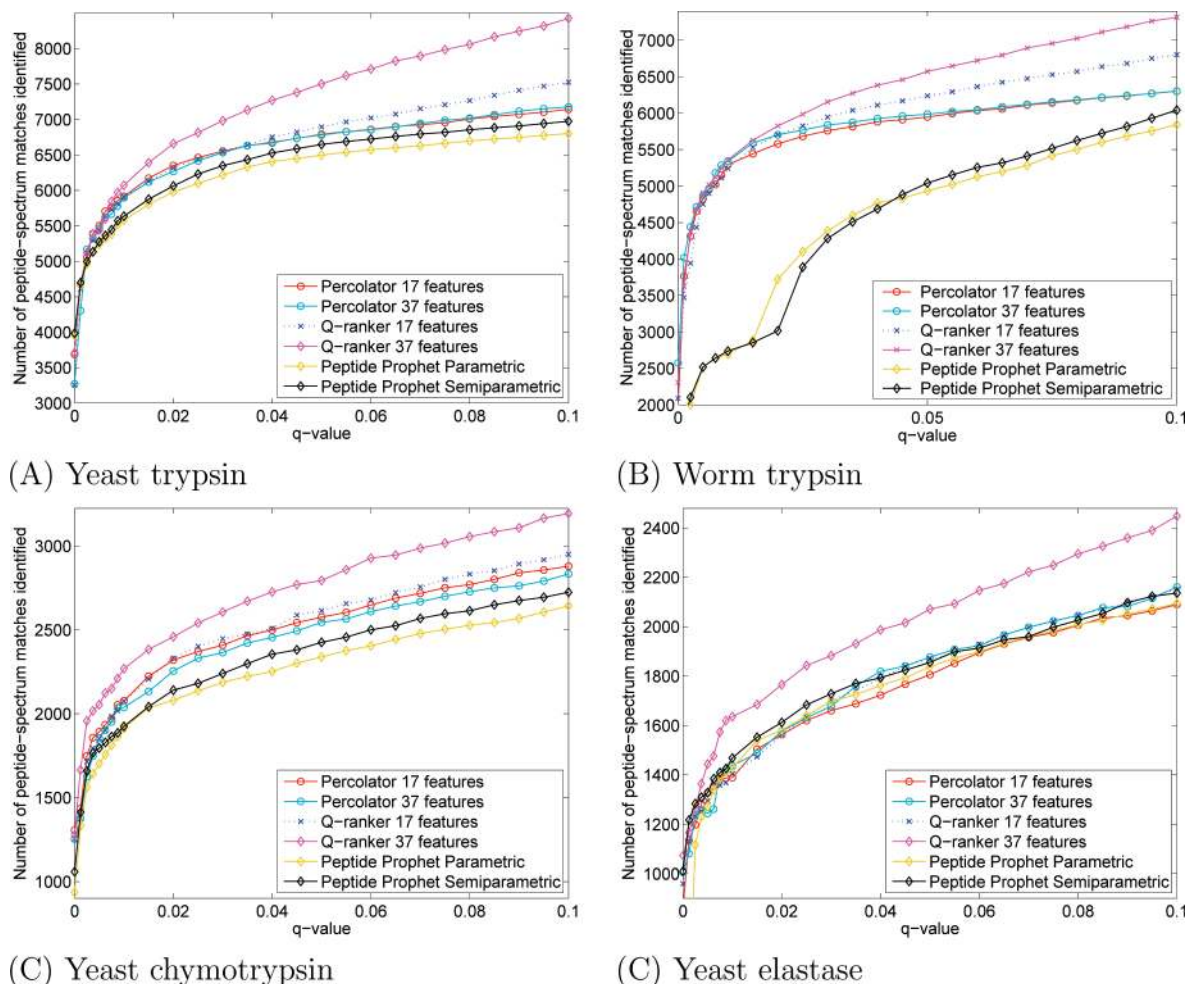 Number of peptide-spectrum matches identified
8000
7500
7000
6500
6000
5500
5000
4500
4000
3500
3000
0
0.02
0.04
0.06
0.08
0.1
q-value
Percolator 17 features
Percolator 37 features
Q-ranker 17 features
Q-ranker 37 features
Peptide Prophet Parametric
Peptide Prophet Semiparametric
(A) Yeast trypsin
Number of peptide-spectrum matches identified
7000
6500
6000
5500
5000
4500
4000
3500
3000
2500
2000
0
0.05
0.1
q-value
Percolator 17 features
Percolator 37 features
Q-ranker 17 features
Q-ranker 37 features
Peptide Prophet Parametric
Peptide Prophet Semiparametric
(B) Worm trypsin
Number of peptide-spectrum matches identified
3000
2500
2000
1500
1000
0
0.02
0.04
0.06
0.08
0.1
q-value
Percolator 17 features
Percolator 37 features
Q-ranker 17 features
Q-ranker 37 features
Peptide Prophet Parametric
Peptide Prophet Semiparametric
(C) Yeast chymotrypsin
Number of peptide-spectrum matches identified
2400
2200
2000
1800
1600
1400
1200
1000
0
0.02
0.04
0.06
0.08
0.1
q-value
Percolator 17 features
Percolator 37 features
Q-ranker 17 features
Q-ranker 37 features
Peptide Prophet Parametric
Peptide Prophet Semiparametric
(C) Yeast elastase